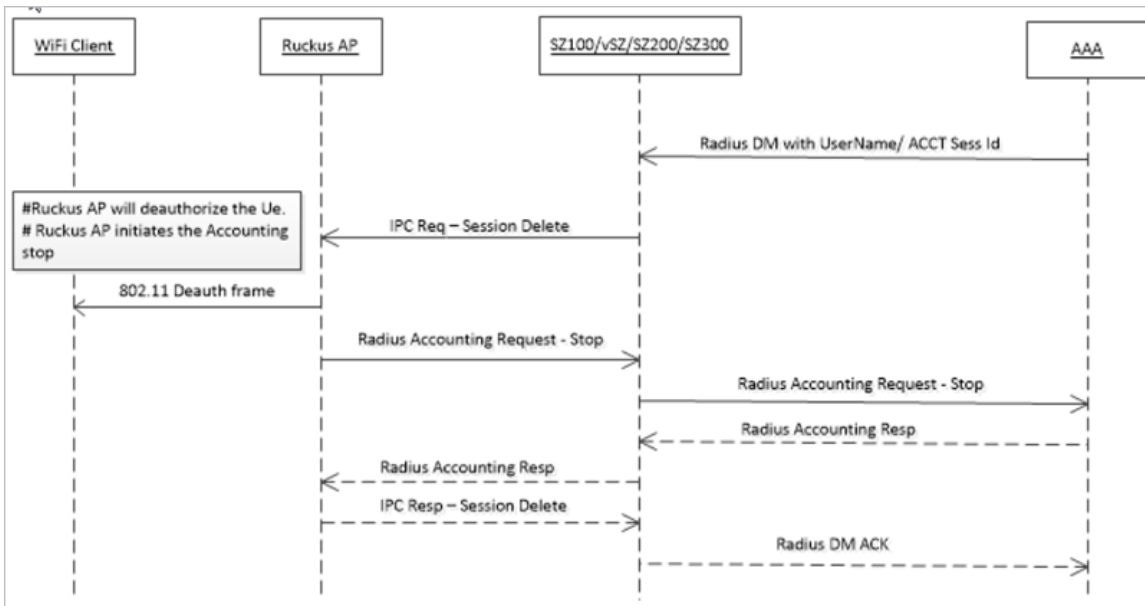 WiFi Client
Ruckus AP
SZ100/vSZ/SZ200/SZ300
AAA
Radius DM with UserName/ ACCT Sess Id
#Ruckus AP will deauthorize the Ue.
# Ruckus AP initiates the Accounting
stop
IPC Req – Session Delete
802.11 Deauth frame
Radius Accounting Request - Stop
Radius Accounting Request - Stop
Radius Accounting Resp
Radius Accounting Resp
IPC Resp – Session Delete
Radius DM ACK